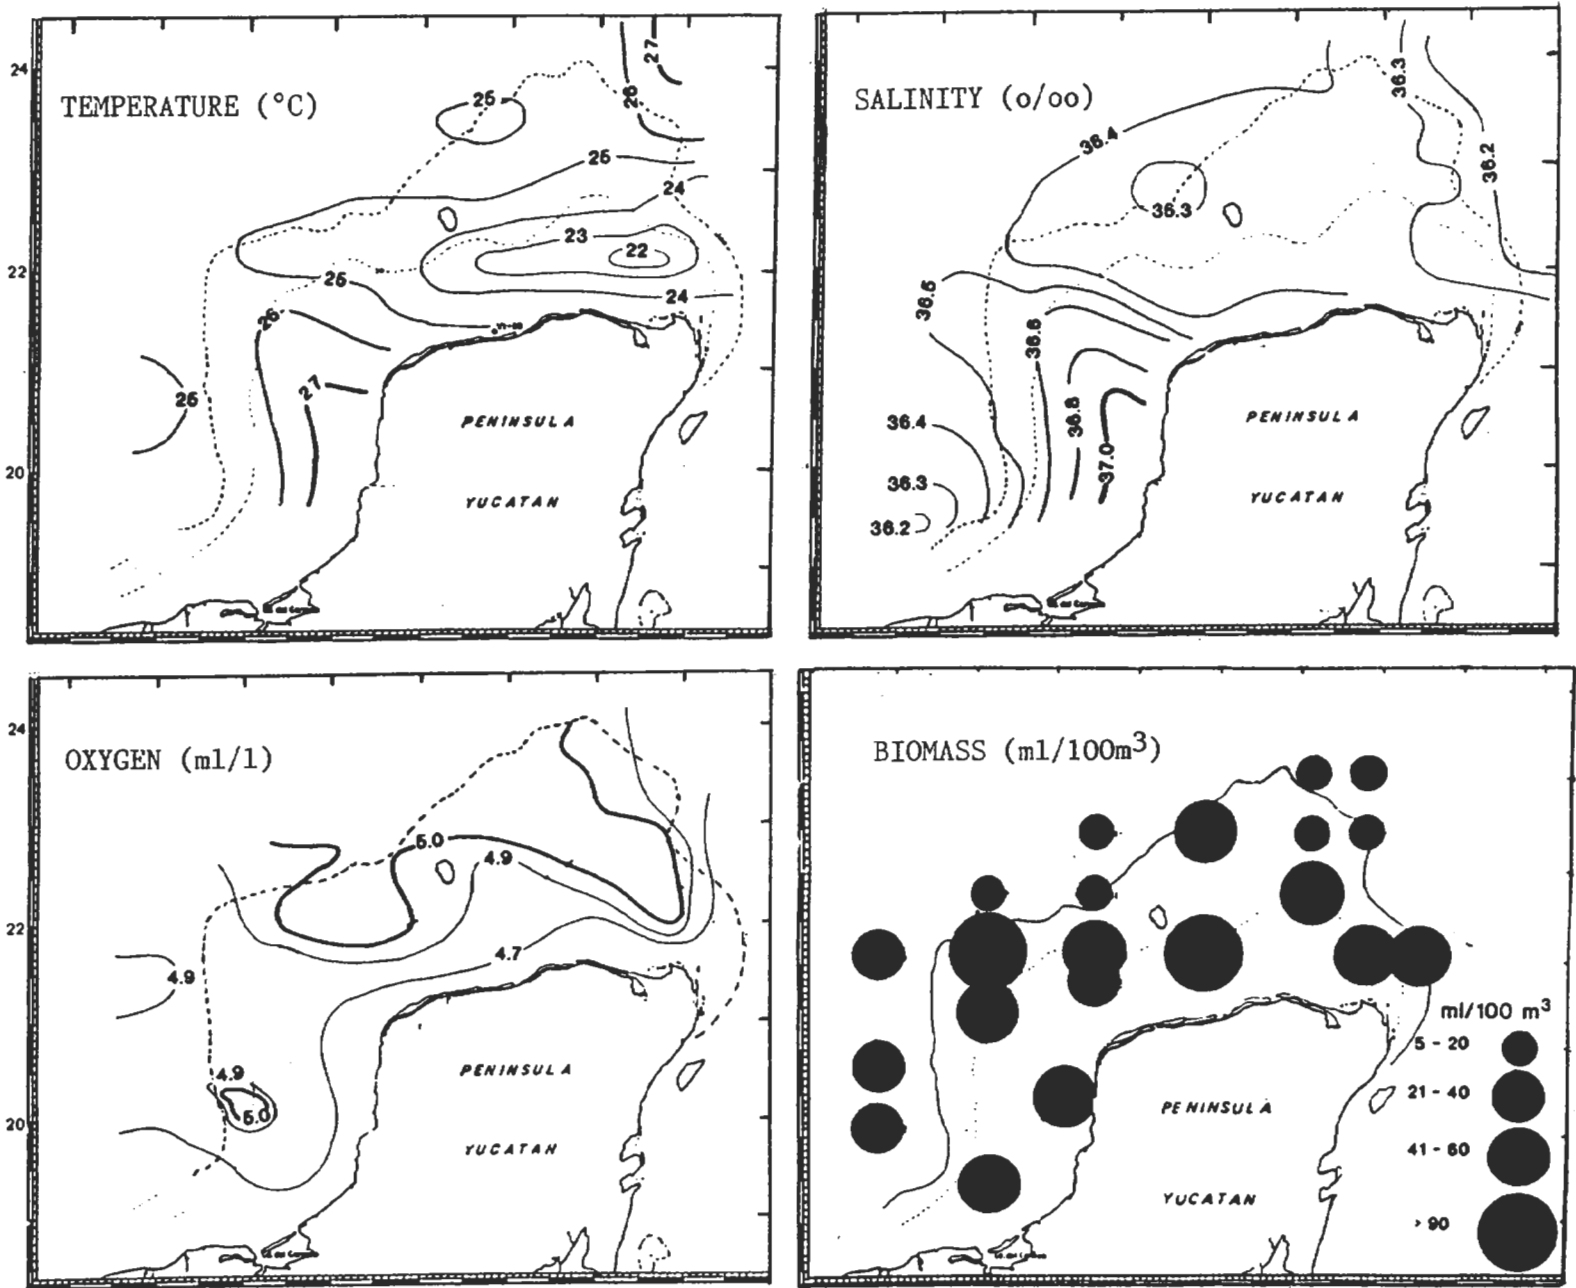 TEMPERATURE (°C)
24
22
20
27
26
25
25
24
23
22
25
24
26
27
25
PENINSULA
YUCATAN
SALINITY (o/oo)
36.3
36.4
36.2
36.3
36.5
36.6
36.8
37.0
36.4
36.3
36.2
PENINSULA
YUCATAN
OXYGEN (ml/l)
24
22
20
5.0
4.9
4.7
4.9
4.9
5.0
PENINSULA
YUCATAN
BIOMASS (ml/100m³)
ml/100 m³
5 - 20
21 - 40
41 - 60
> 90
PENINSULA
YUCATAN